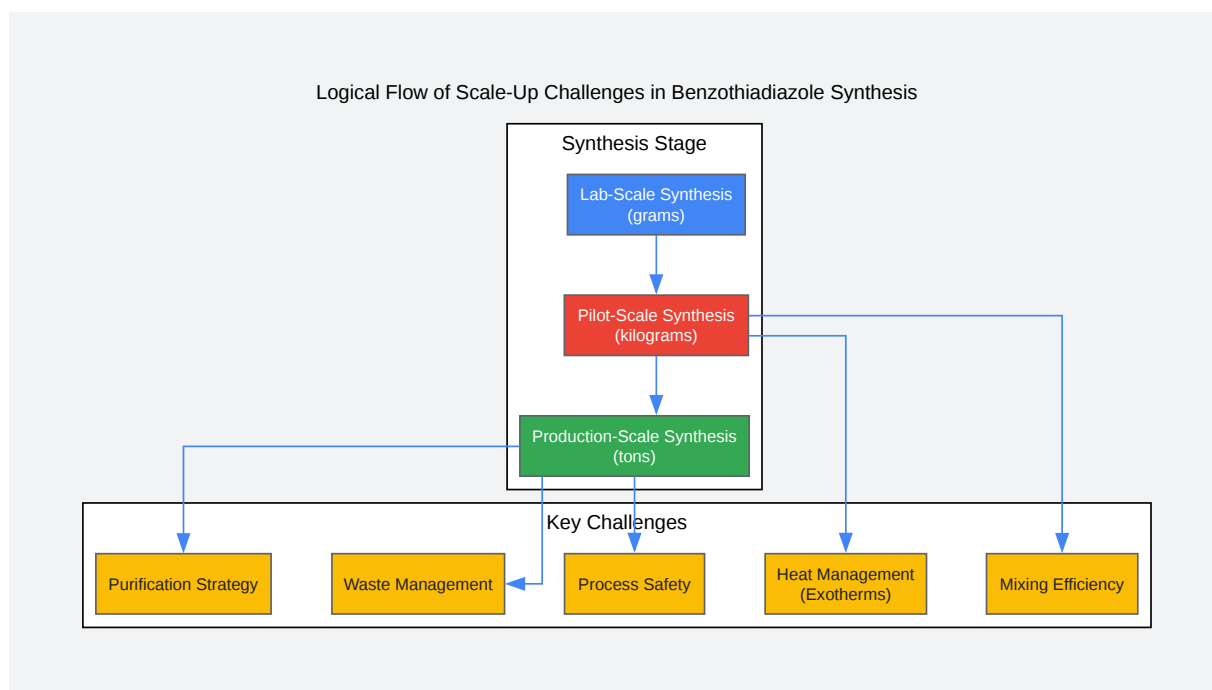 Logical Flow of Scale-Up Challenges in Benzothiadiazole Synthesis
Synthesis Stage
Lab-Scale Synthesis
(grams)
Pilot-Scale Synthesis
(kilograms)
Production-Scale Synthesis
(tons)
Key Challenges
Purification Strategy
Waste Management
Process Safety
Heat Management
(Exotherms)
Mixing Efficiency